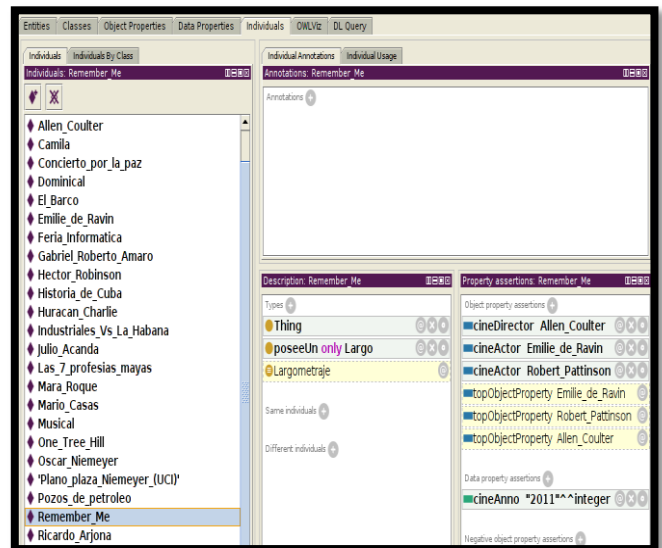 Entities Classes Object Properties Data Properties Individuals OWLViz DL Query
Individuals Individuals By Class
Individuals: Remember_Me
Allen_Coulter
Camila
Concierto_por_la_paz
Dominical
El_Barco
Emilie_de_Ravin
Feria_Informatica
Gabriel_Roberto_Amaro
Hector_Robinson
Historia_de_Cuba
Huracan_Charlie
Industriales_Vs_La_Habana
Julio_Acanda
Las_7_profesias_mayas
Mara_Roque
Mario_Casas
Musical
One_Tree_Hill
Oscar_Niemeyer
'Plano_plaza_Niemeyer_(UCI)'
Pozos_de_petroleo
Remember_Me
Ricardo_Arjona
Individual Annotations Individual Usage
Annotations: Remember_Me
Annotations
Description: Remember_Me
Types
Thing
poseeUn only Largo
Largometraje
Same individuals
Different individuals
Property assertions: Remember_Me
Object property assertions
cineDirector Allen_Coulter
cineActor Emilie_de_Ravin
cineActor Robert_Pattinson
topObjectProperty Emilie_de_Ravin
topObjectProperty Robert_Pattinson
topObjectProperty Allen_Coulter
Data property assertions
cineAnno "2011"^^integer
Negative object property assertions